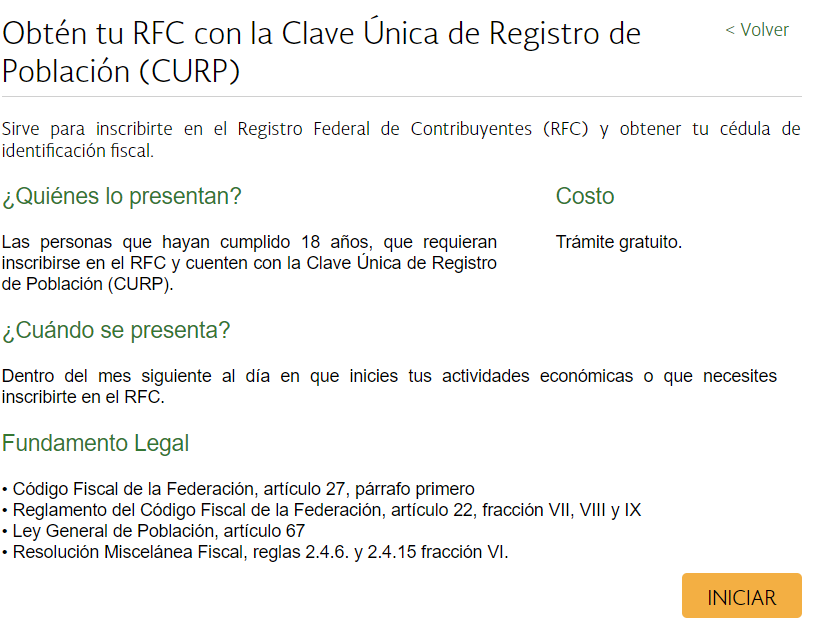 Obtén tu RFC con la Clave Única de Registro de
Población (CURP)
< Volver
Sirve para inscribirte en el Registro Federal de Contribuyentes (RFC) y obtener tu cédula de
identificación fiscal.
¿Quiénes lo presentan?
Las personas que hayan cumplido 18 años, que requieran
inscribirse en el RFC y cuenten con la Clave Única de Registro
de Población (CURP).
Costo
Trámite gratuito.
¿Cuándo se presenta?
Dentro del mes siguiente al día en que inicies tus actividades económicas o que necesites
inscribirte en el RFC.
Fundamento Legal
• Código Fiscal de la Federación, artículo 27, párrafo primero
• Reglamento del Código Fiscal de la Federación, artículo 22, fracción VII, VIII y IX
• Ley General de Población, artículo 67
• Resolución Miscelánea Fiscal, reglas 2.4.6. y 2.4.15 fracción VI.
INICIAR